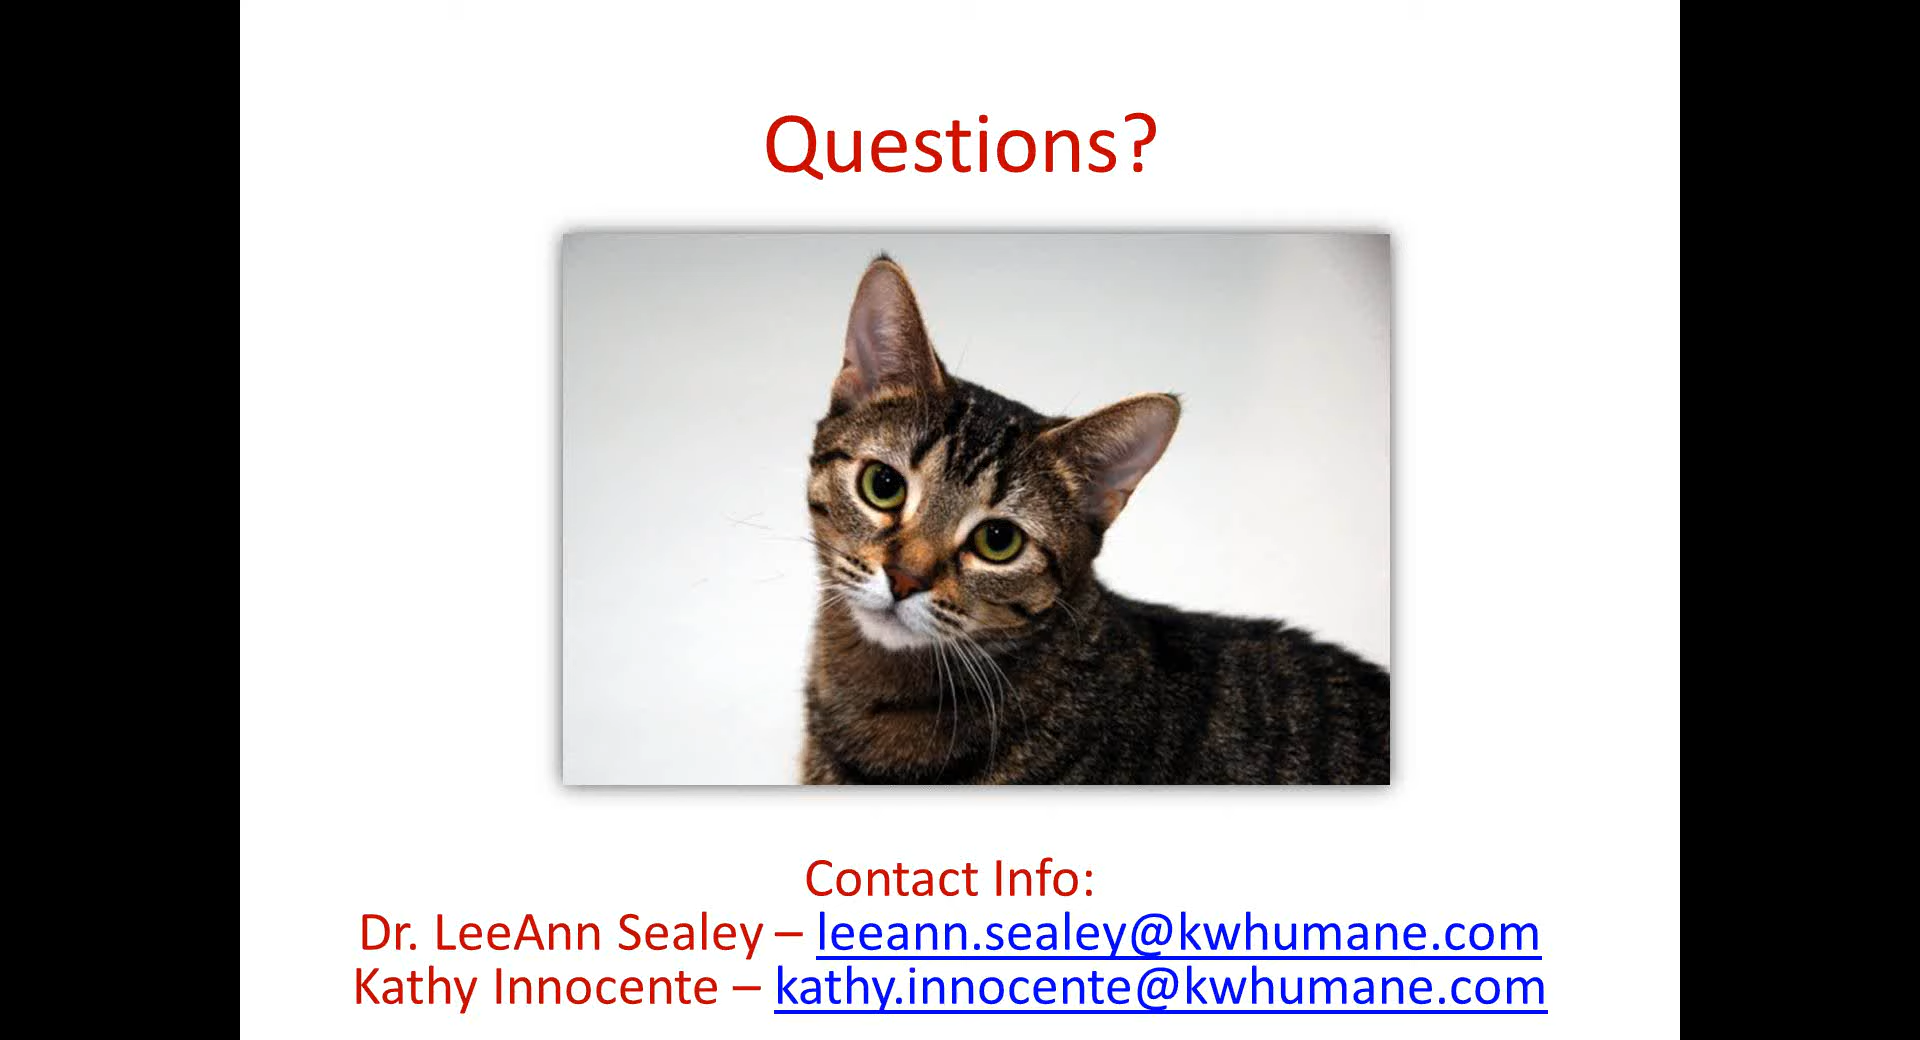 Questions?
Contact Info:
Dr. LeeAnn Sealey – leeann.sealey@kwhumane.com
Kathy Innocente – kathy.innocente@kwhumane.com